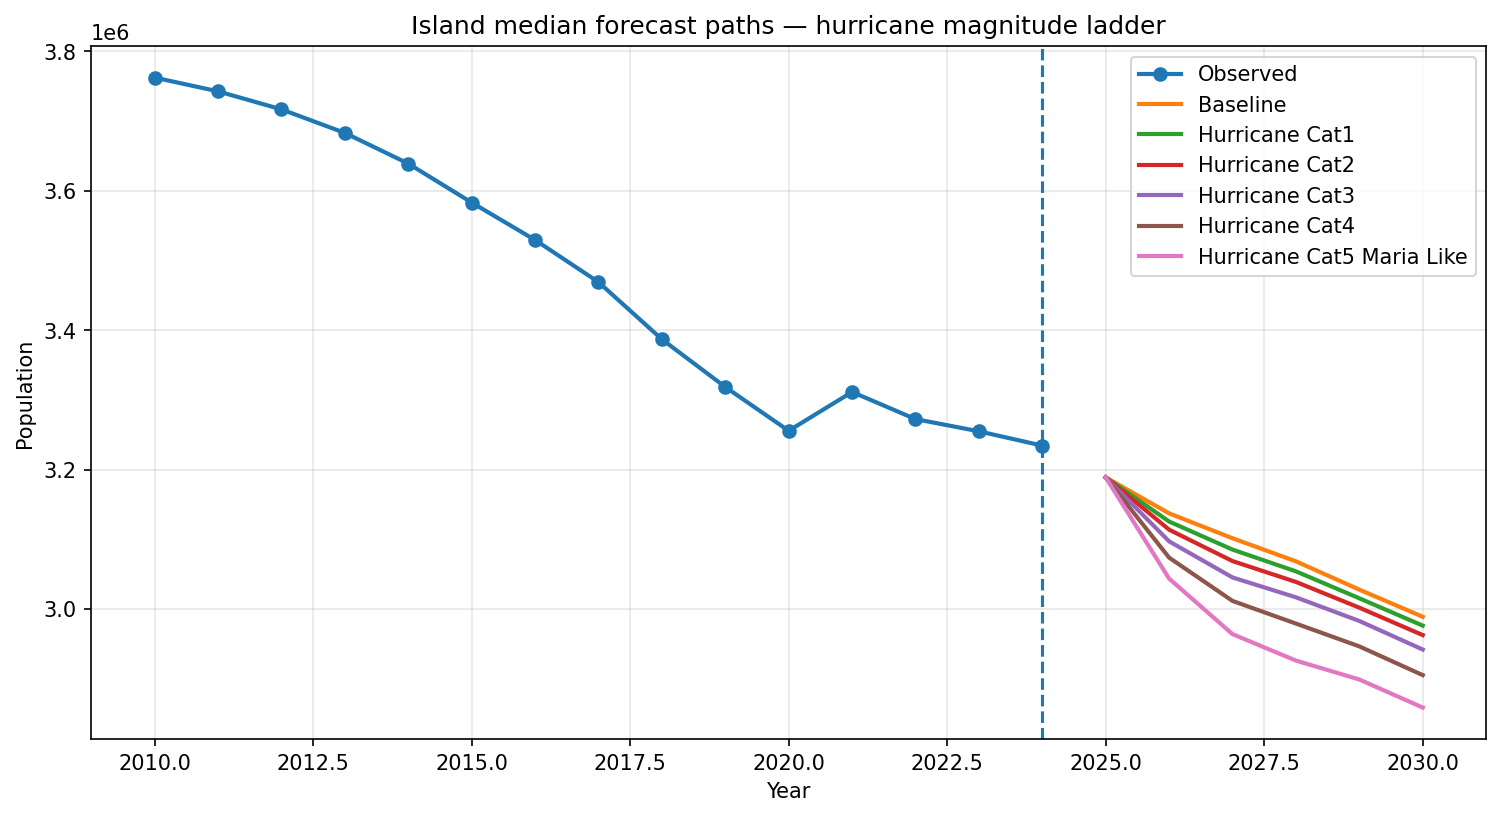 Island median forecast paths — hurricane magnitude ladder
1e6
3.8
3.6
3.4
3.2
3.0
Population
Observed
Baseline
Hurricane Cat1
Hurricane Cat2
Hurricane Cat3
Hurricane Cat4
Hurricane Cat5 Maria Like
2010.0 2012.5 2015.0 2017.5 2020.0 2022.5 2025.0 2027.5 2030.0
Year